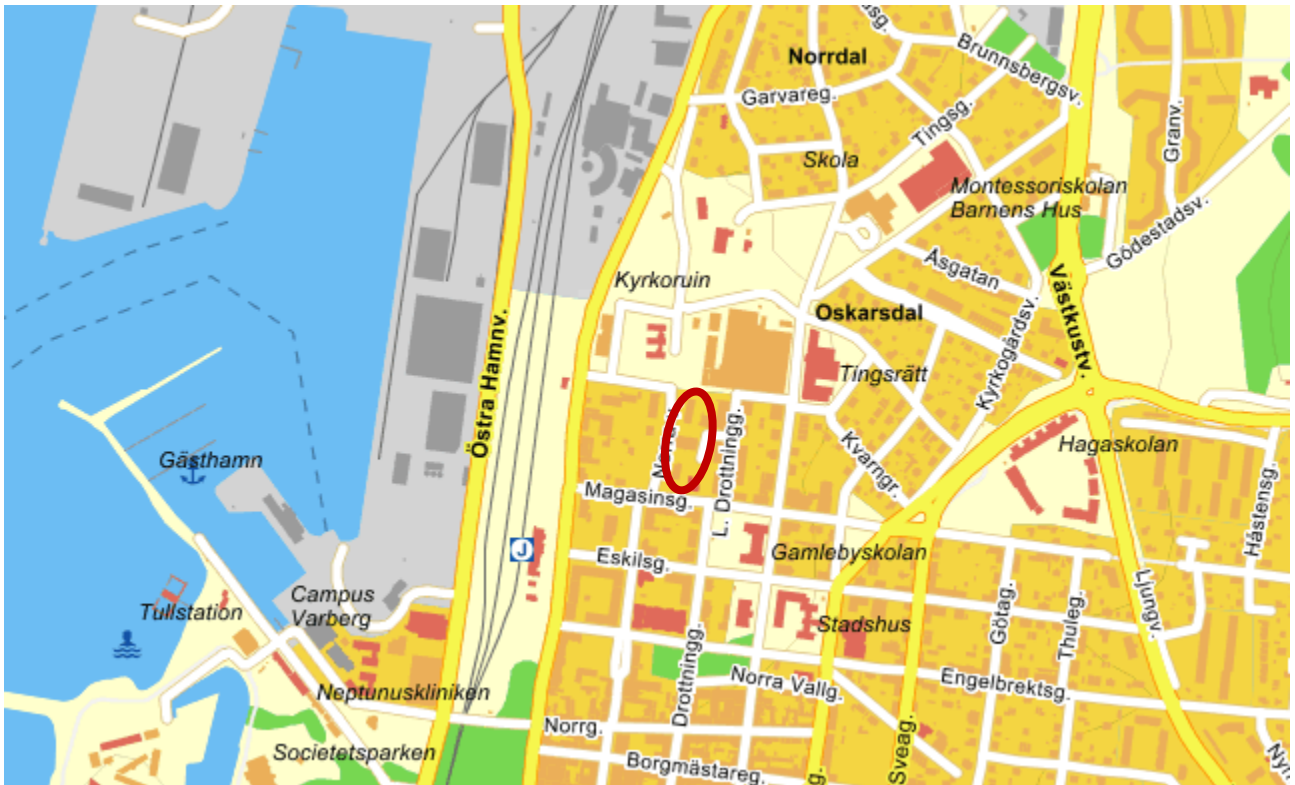 Norrdal
Brunnsbergsv.
Garvareg.
Tingsg.
Granv.
Skola
Montessoriskolan
Barnens Hus
Gödestadsv.
Åsgatan
Kyrkoruin
Västkustv.
Oskarsdal
Kyrkogårdsv.
Östra Hamnv.
Tingsrätt
L. Drottningg.
Kvarngr.
Hagaskolan
Gästhamn
Magasinsg.
Håstensg.
J
Eskilsg.
Gamlebyskolan
Campus
Varberg
Tullstation
Götag.
Thuleg.
Ljungv.
Stadshus
Drottningg.
Neptunuskliniken
Norra Vallg.
Engelbrektsg.
Norrg.
Societetsparken
Sveag.
Borgmästareg.